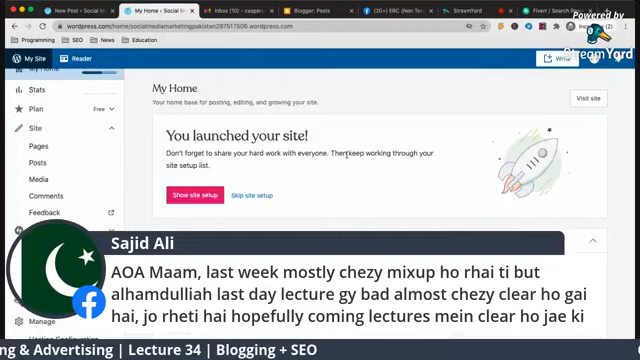 New Post ‹ Social M
My Home ‹ Social Me
Blogger: Posts
(20+) ERC (Non Te
StreamYard
Fiverr / Search Re
wordpress.com/home/socialmediamarketingpakistan297517506.wordpress.com
Powered by
StreamYard
Programming
SEO
News
Education
My Site
Reader
Write
My Home
Stats
Plan
Free
Site
Pages
Posts
Media
Comments
Feedback
Manage
My Home
Your home base for posting, editing, and growing your site.
Visit site
You launched your site!
Don't forget to share your hard work with everyone. Then keep working through your
site setup list.
Show site setup
Skip site setup
Sajid Ali
AOA Maam, last week mostly chezy mixup ho rhai ti but
alhamdulliah last day lecture gy bad almost chezy clear ho gai
hai, jo rheti hai hopefully coming lectures mein clear ho jae ki
ng & Advertising | Lecture 34 | Blogging + SEO